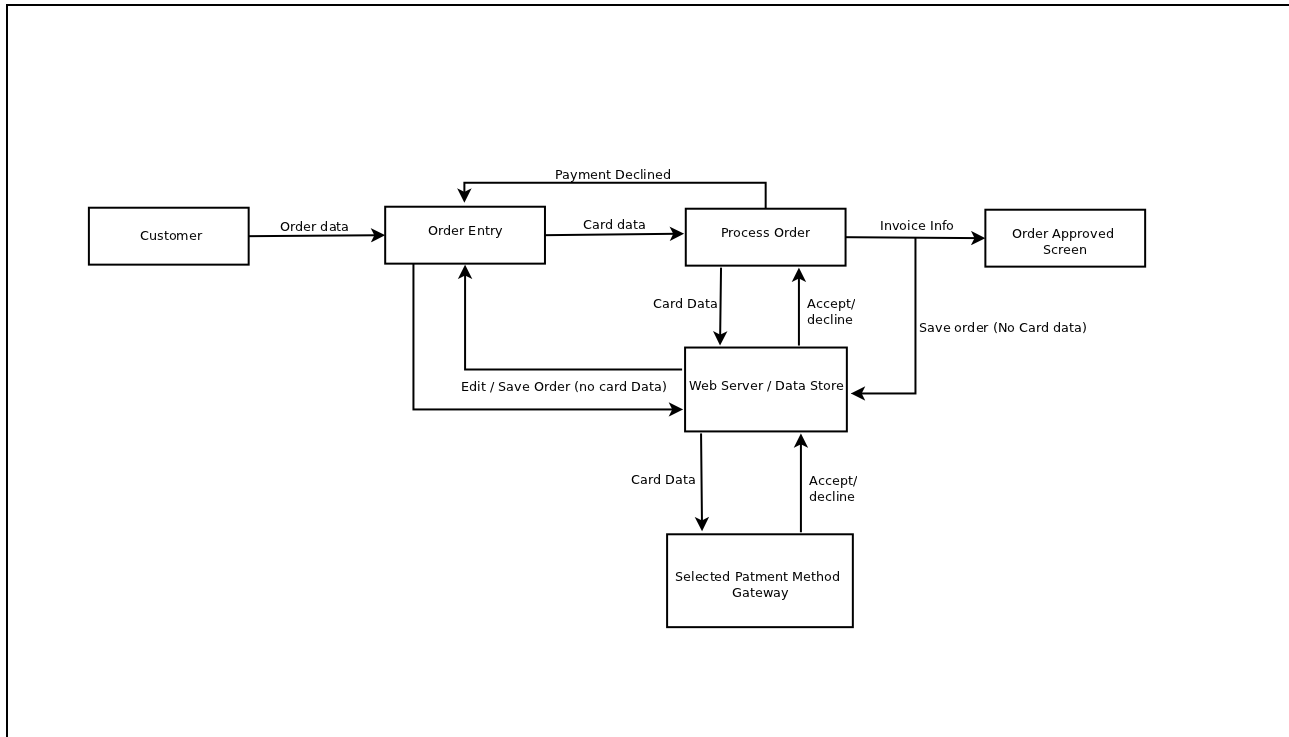 Payment Declined
Customer
Order data
Order Entry
Card data
Process Order
Invoice Info
Order Approved
Screen
Card Data
Accept/
decline
Save order (No Card data)
Edit / Save Order (no card Data)
Web Server / Data Store
Card Data
Accept/
decline
Selected Patment Method
Gateway